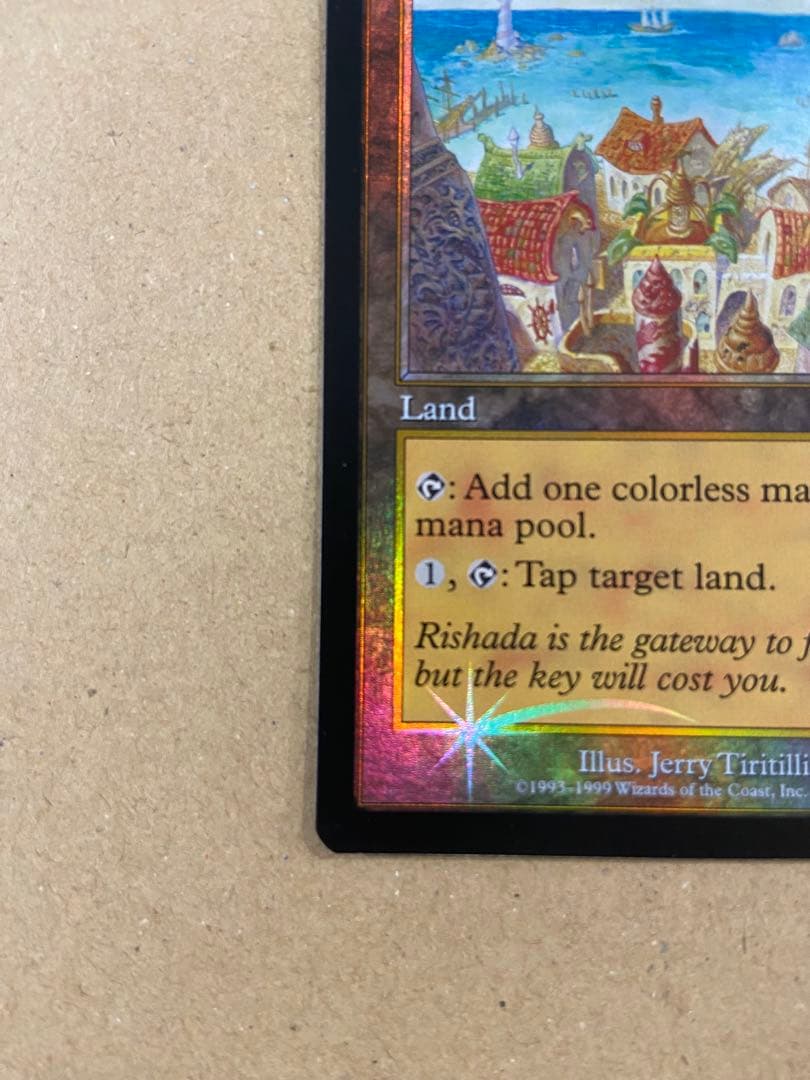 Land
: Add one colorless ma
mana pool.
1, : Tap target land.
Rishada is the gateway to f
but the key will cost you.
Illus. Jerry Tiritilli
©1993–1999 Wizards of the Coast, Inc.